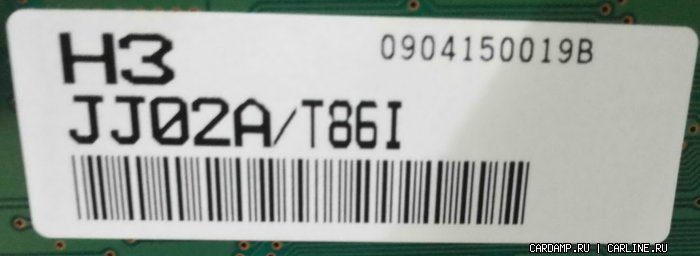 H3 0904150019B
JJ02A/T86I
CARDAMP.RU | CARLINE.RU